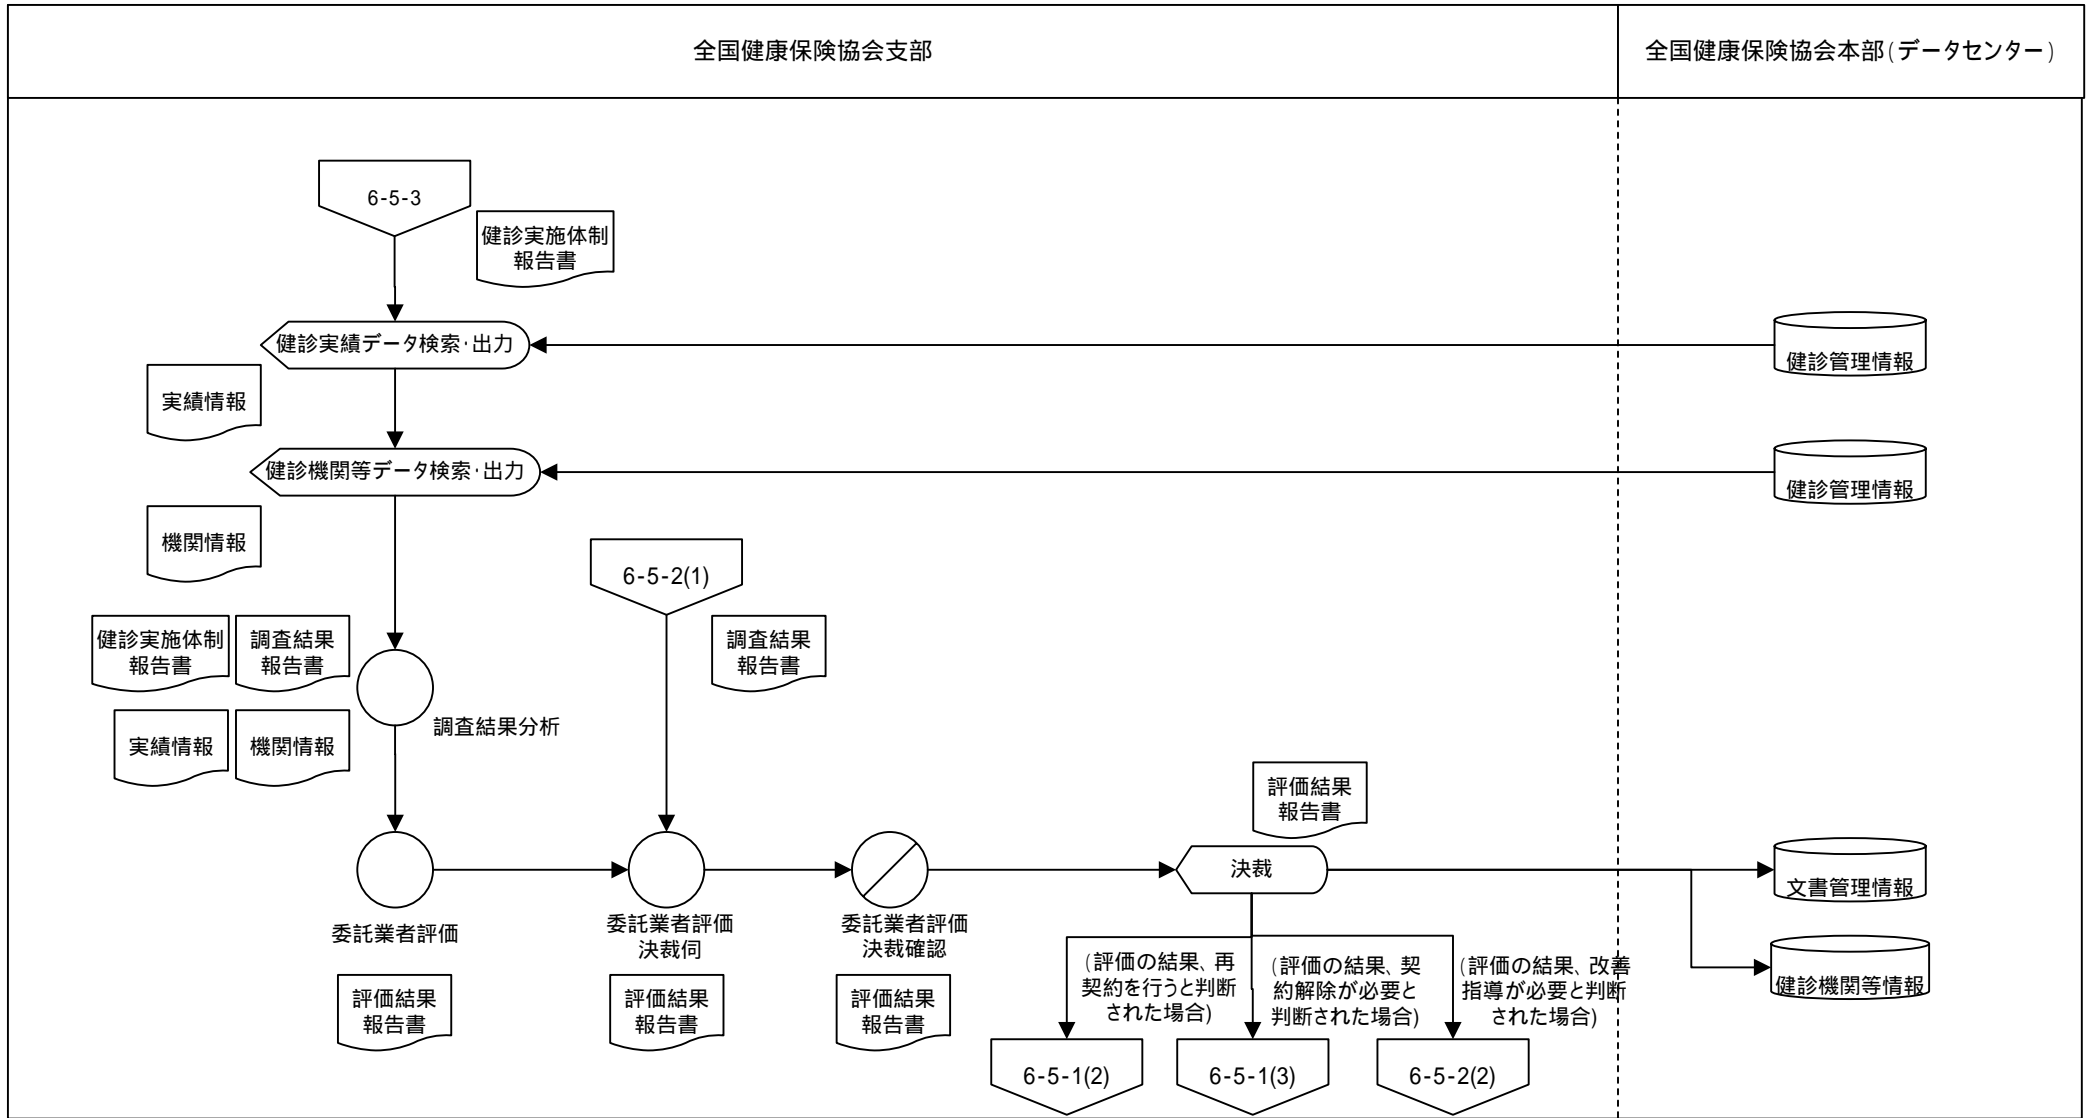 全国健康保険協会支部
全国健康保険協会本部(データセンター)
6-5-3
健診実施体制
報告書
健診実績データ検索・出力
健診管理情報
実績情報
健診機関等データ検索・出力
健診管理情報
機関情報
6-5-2(1)
健診実施体制
報告書
調査結果
報告書
調査結果
報告書
実績情報
機関情報
調査結果分析
評価結果
報告書
決裁
文書管理情報
委託業者評価
委託業者評価
決裁伺
委託業者評価
決裁確認
(評価の結果、再
契約を行うと判断
された場合)
(評価の結果、契
約解除が必要と
判断された場合)
(評価の結果、改善
指導が必要と判断
された場合)
健診機関等情報
評価結果
報告書
評価結果
報告書
評価結果
報告書
6-5-1(2)
6-5-1(3)
6-5-2(2)